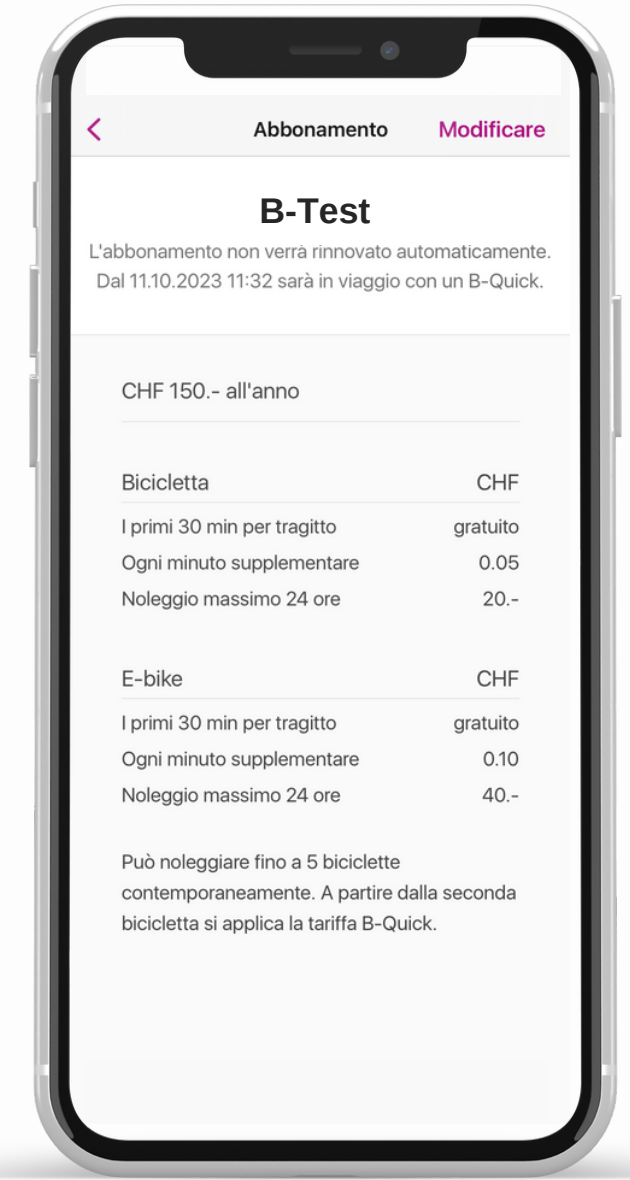 Abbonamento Modificare
B-Test
L'abbonamento non verrà rinnovato automaticamente.
Dal 11.10.2023 11:32 sarà in viaggio con un B-Quick.
CHF 150.- all'anno
Bicicletta CHF
I primi 30 min per tragitto gratuito
Ogni minuto supplementare 0.05
Noleggio massimo 24 ore 20.-
E-bike CHF
I primi 30 min per tragitto gratuito
Ogni minuto supplementare 0.10
Noleggio massimo 24 ore 40.-
Può noleggiare fino a 5 biciclette
contemporaneamente. A partire dalla seconda
bicicletta si applica la tariffa B-Quick.